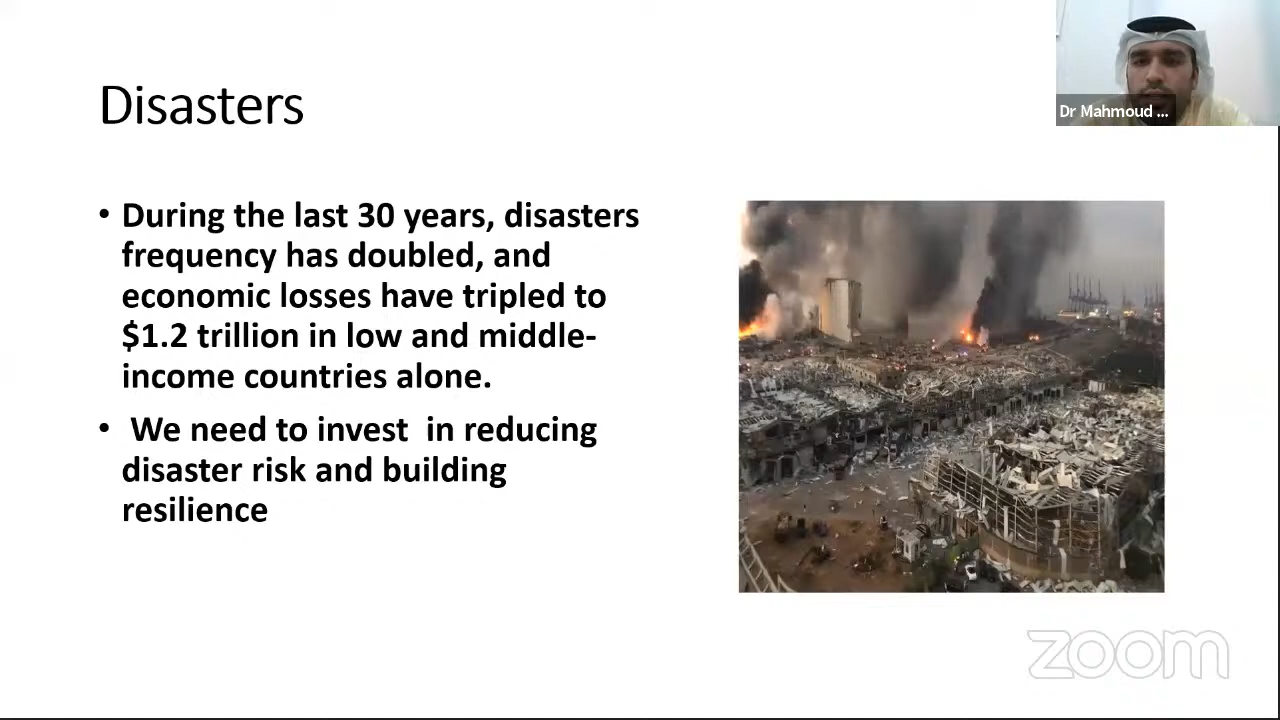 Disasters
Dr Mahmoud ...
• During the last 30 years, disasters
frequency has doubled, and
economic losses have tripled to
$1.2 trillion in low and middle-
income countries alone.
• We need to invest  in reducing
disaster risk and building
resilience
zoom